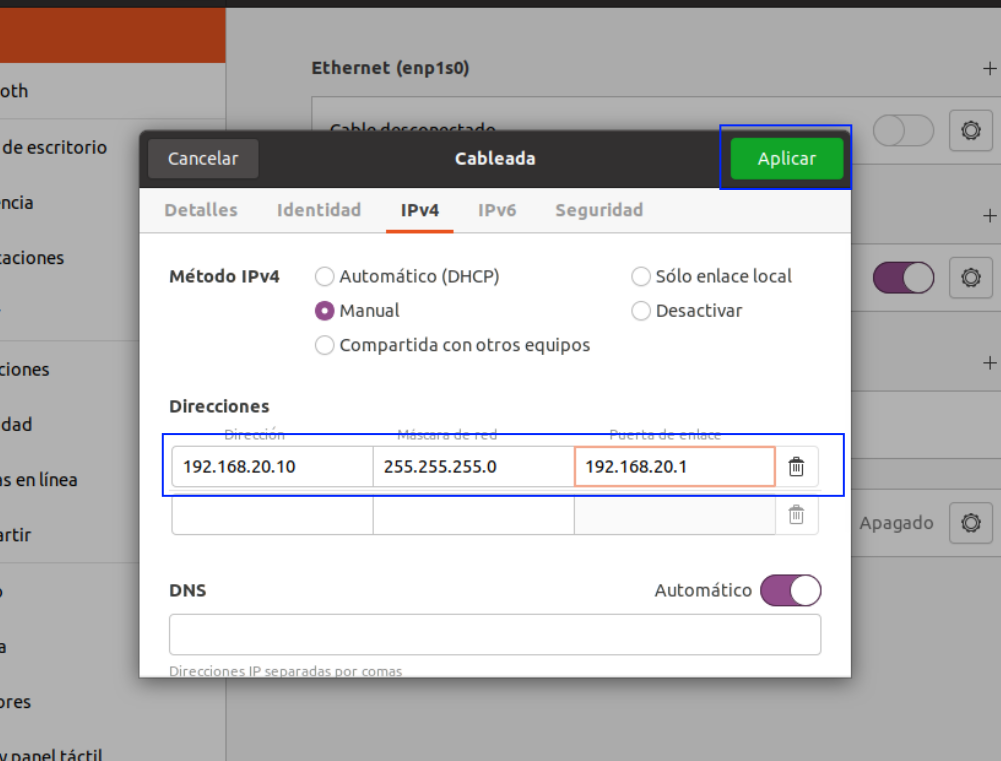 Ethernet (enp1s0)
oth
Cable desconectado
de escritorio
Cancelar
Cableada
Aplicar
Detalles Identidad IPv4 IPv6 Seguridad
ncia
caciones
Método IPv4
Automático (DHCP)
Sólo enlace local
Manual
Desactivar
Compartida con otros equipos
ciones
dad
as en línea
artir
Direcciones
Dirección Máscara de red Puerta de enlace
192.168.20.10 255.255.255.0 192.168.20.1
Apagado
DNS
Automático
Direcciones IP separadas por comas
o
a
ores
y panel táctil